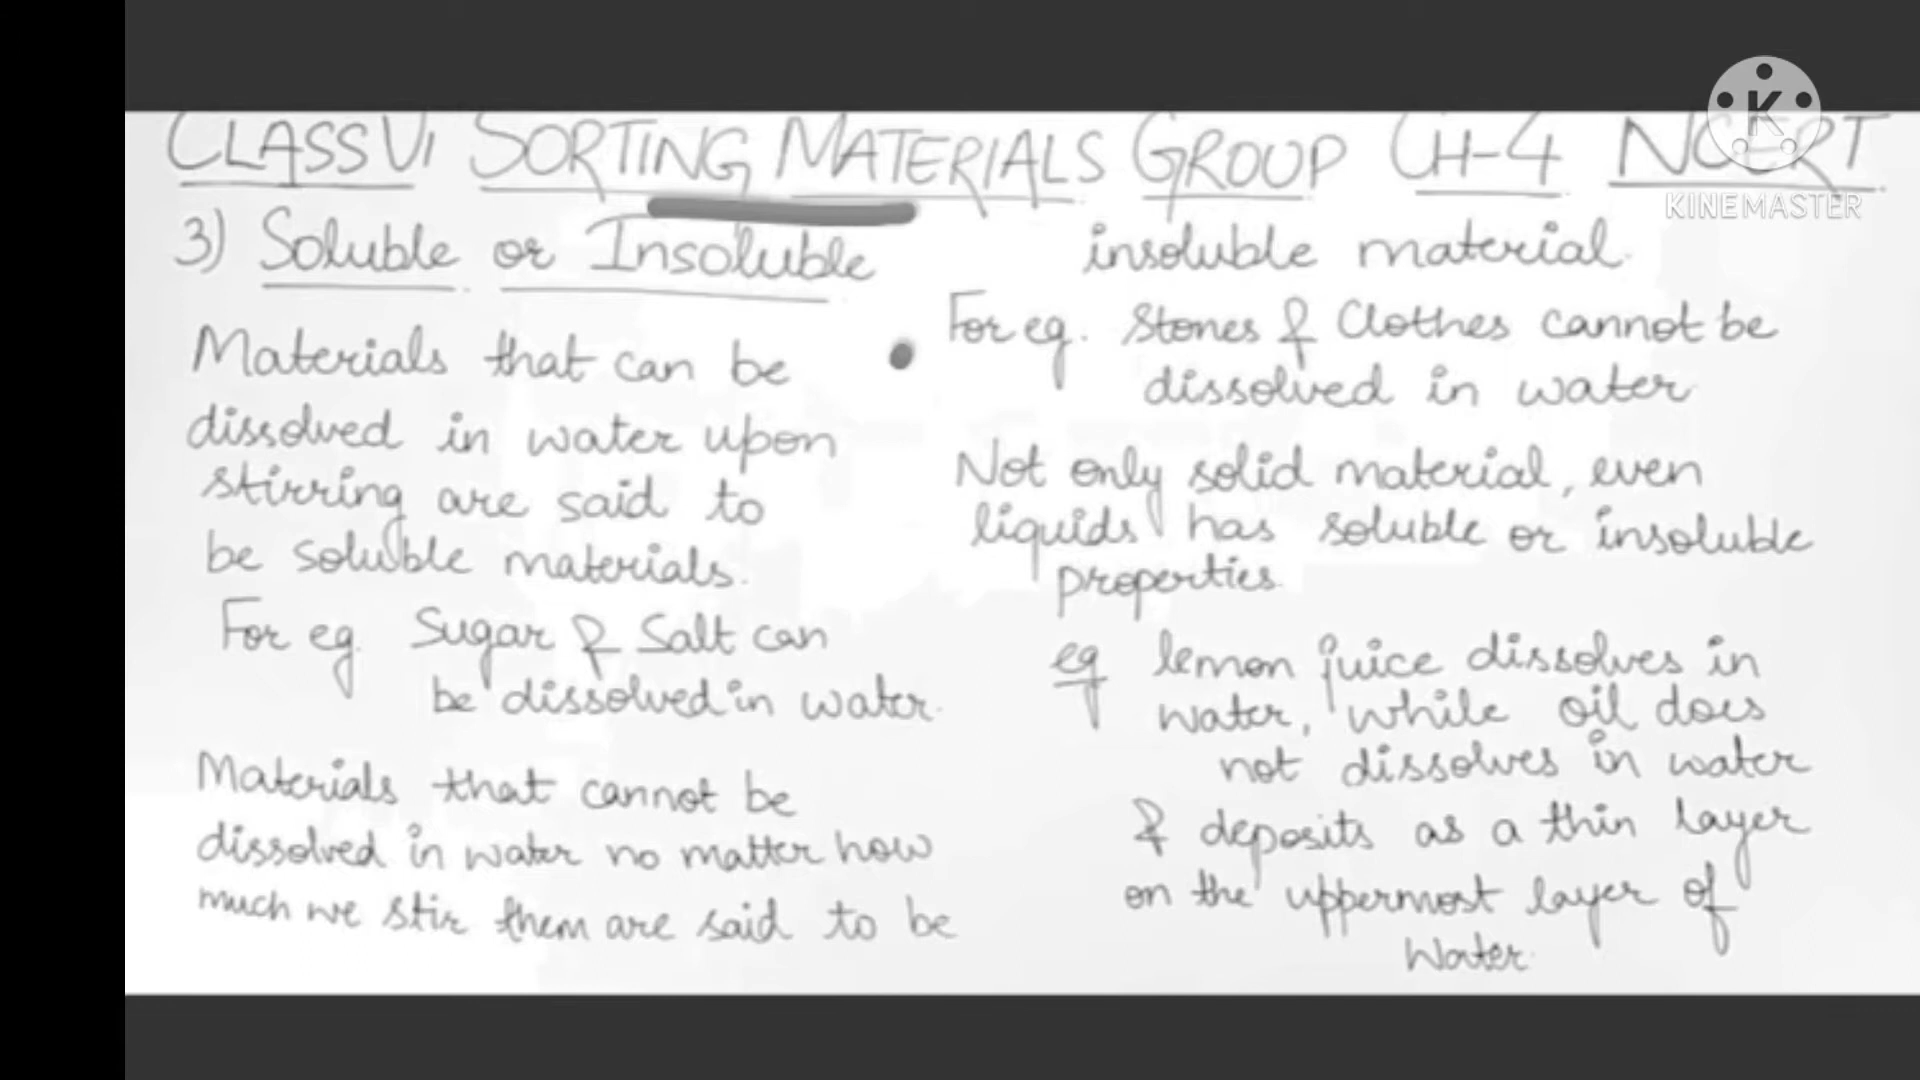 CLASS VI SORTING MATERIALS GROUP CH-4 NCERT
3) Soluble or Insoluble
Materials that can be
dissolved in water upon
stirring are said to
be soluble materials.
For eg. Sugar & Salt can
be dissolved in water.
Materials that cannot be
dissolved in water no matter how
much we stir them are said to be
insoluble material.
For eg. Stones & Clothes cannot be
dissolved in water
Not only solid material, even
liquids has soluble or insoluble
properties.
eg lemon juice dissolves in
water, while oil does
not dissolves in water
& deposits as a thin layer
on the uppermost layer of
Water.
K
KINEMASTER